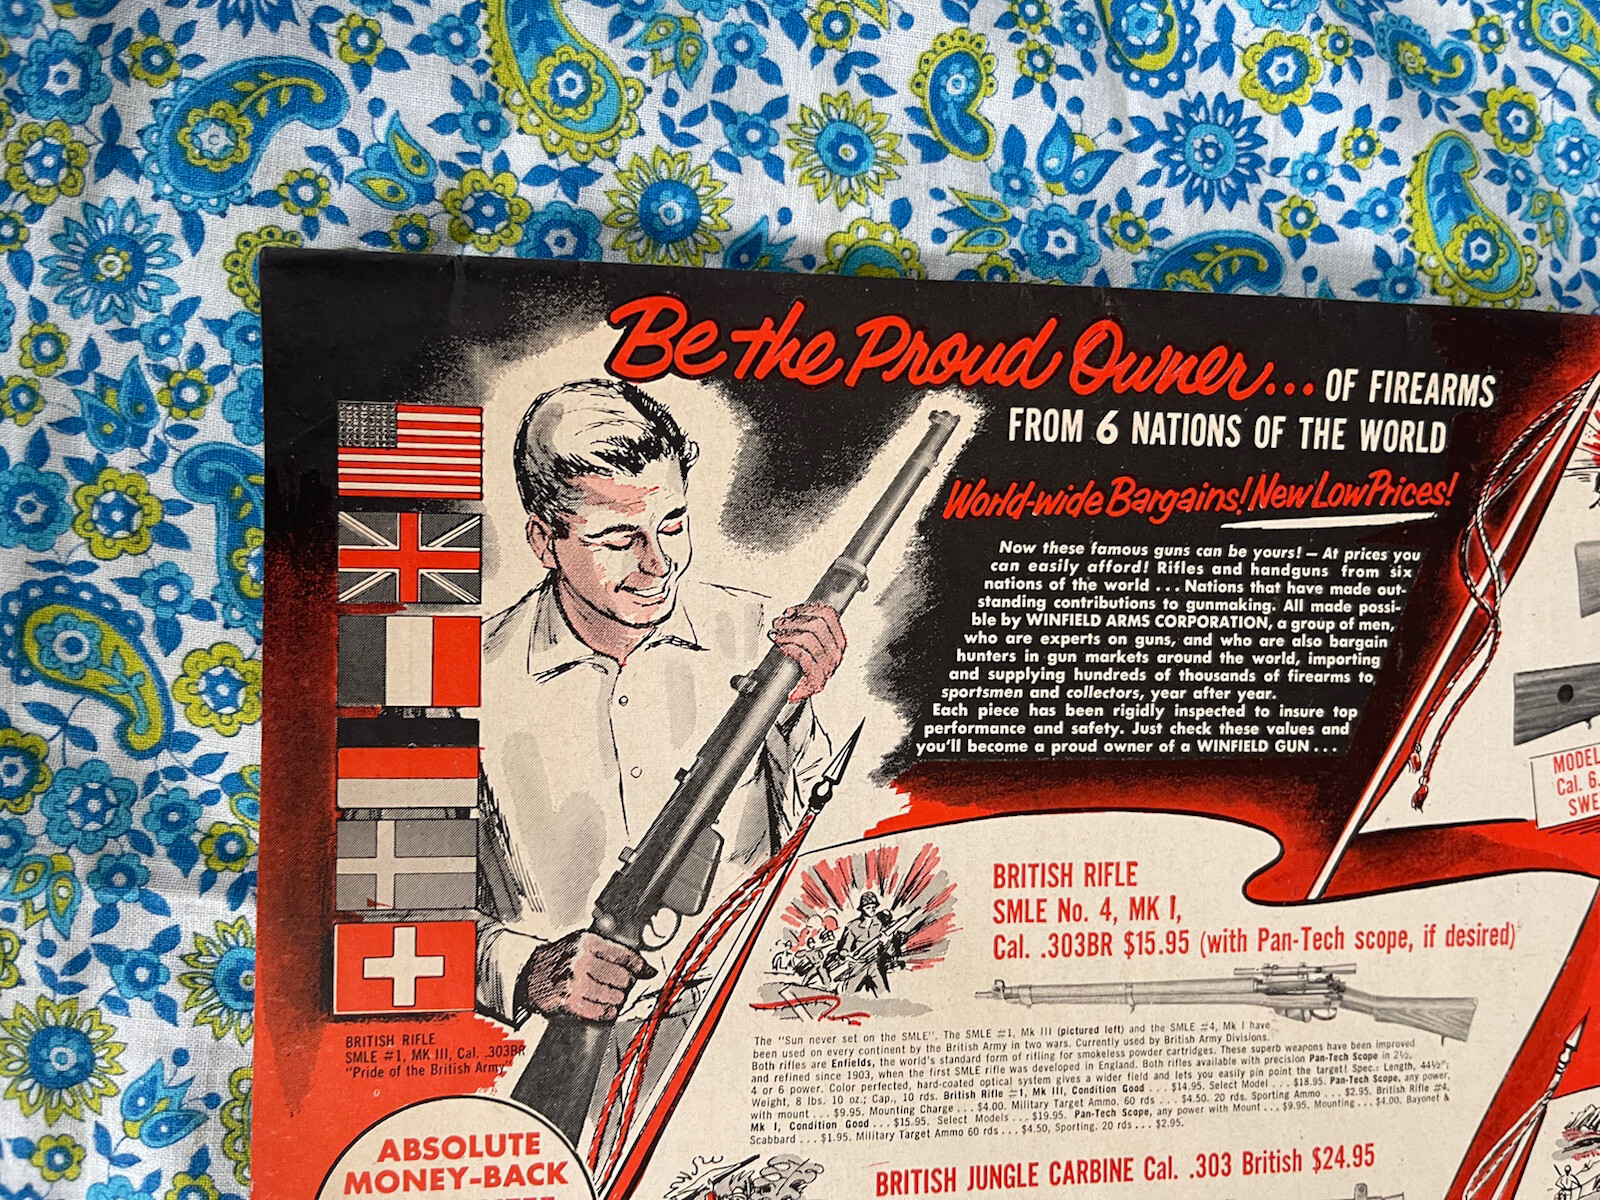 Be the Proud Owner... OF FIREARMS
FROM 6 NATIONS OF THE WORLD
World-wide Bargains! New Low Prices!
Now these famous guns can be yours! — At prices you
can easily afford! Rifles and handguns from six
nations of the world ... Nations that have made out-
standing contributions to gunmaking. All made possi-
ble by WINFIELD ARMS CORPORATION, a group of men,
who are experts on guns, and who are also bargain
hunters in gun markets around the world, importing
and supplying hundreds of thousands of firearms to
sportsmen and collectors, year after year.
Each piece has been rigidly inspected to insure top
performance and safety. Just check these values and
you'll become a proud owner of a WINFIELD GUN ...
MODEL
Cal. 6.
SWE
BRITISH RIFLE
SMLE No. 4, MK I,
Cal. .303BR $15.95 (with Pan-Tech scope, if desired)
The "Sun never set on the SMLE". The SMLE #1, Mk III (pictured left) and the SMLE #4, Mk I have
been used on every continent by the British Army in two wars. Currently used by British Army Divisions.
Both rifles are Enfields, the world's standard form of rifling for smokeless powder cartridges. These superb weapons have been improved
and refined since 1903, when the first SMLE rifle was developed in England. Both rifles available with precision Pan-Tech Scope in 2½,
4 or 6 power. Color perfected, hard-coated optical system gives a wider field and lets you easily pin point the target! Spec.: Length, 44½";
Weight, 8 lbs. 10 oz.; Cap., 10 rds. British Rifle #1, Mk III, Condition Good ... $14.95. Select Model ... $18.95. Pan-Tech Scope, any power,
with mount ... $9.95. Mounting Charge ... $4.00. Military Target Ammo. 60 rds ... $4.50. 20 rds. Sporting Ammo ... $2.95. British Rifle #4,
Mk I, Condition Good ... $15.95. Select Models ... $19.95. Pan-Tech Scope, any power with Mount ... $9.95. Mounting ... $4.00. Bayonet &
Scabbard ... $1.95. Military Target Ammo 60 rds ... $4.50, Sporting. 20 rds ... $2.95.
BRITISH RIFLE
SMLE #1, MK III, Cal. .303BR
"Pride of the British Army"
ABSOLUTE
MONEY-BACK
BRITISH JUNGLE CARBINE Cal. .303 British $24.95